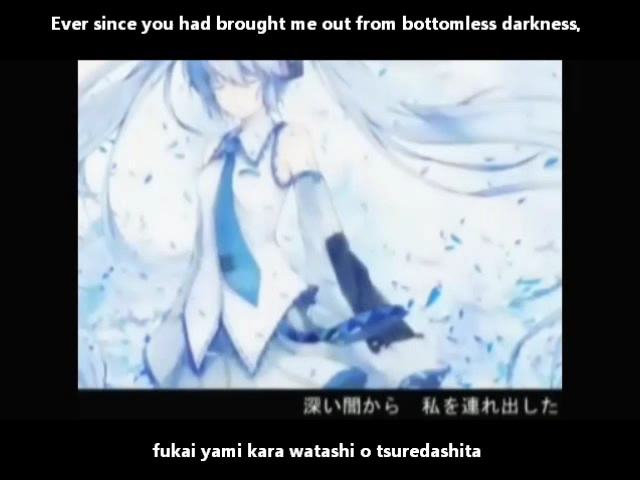 Ever since you had brought me out from bottomless darkness,
深い闇から　私を連れ出した
fukai yami kara watashi o tsuredashita